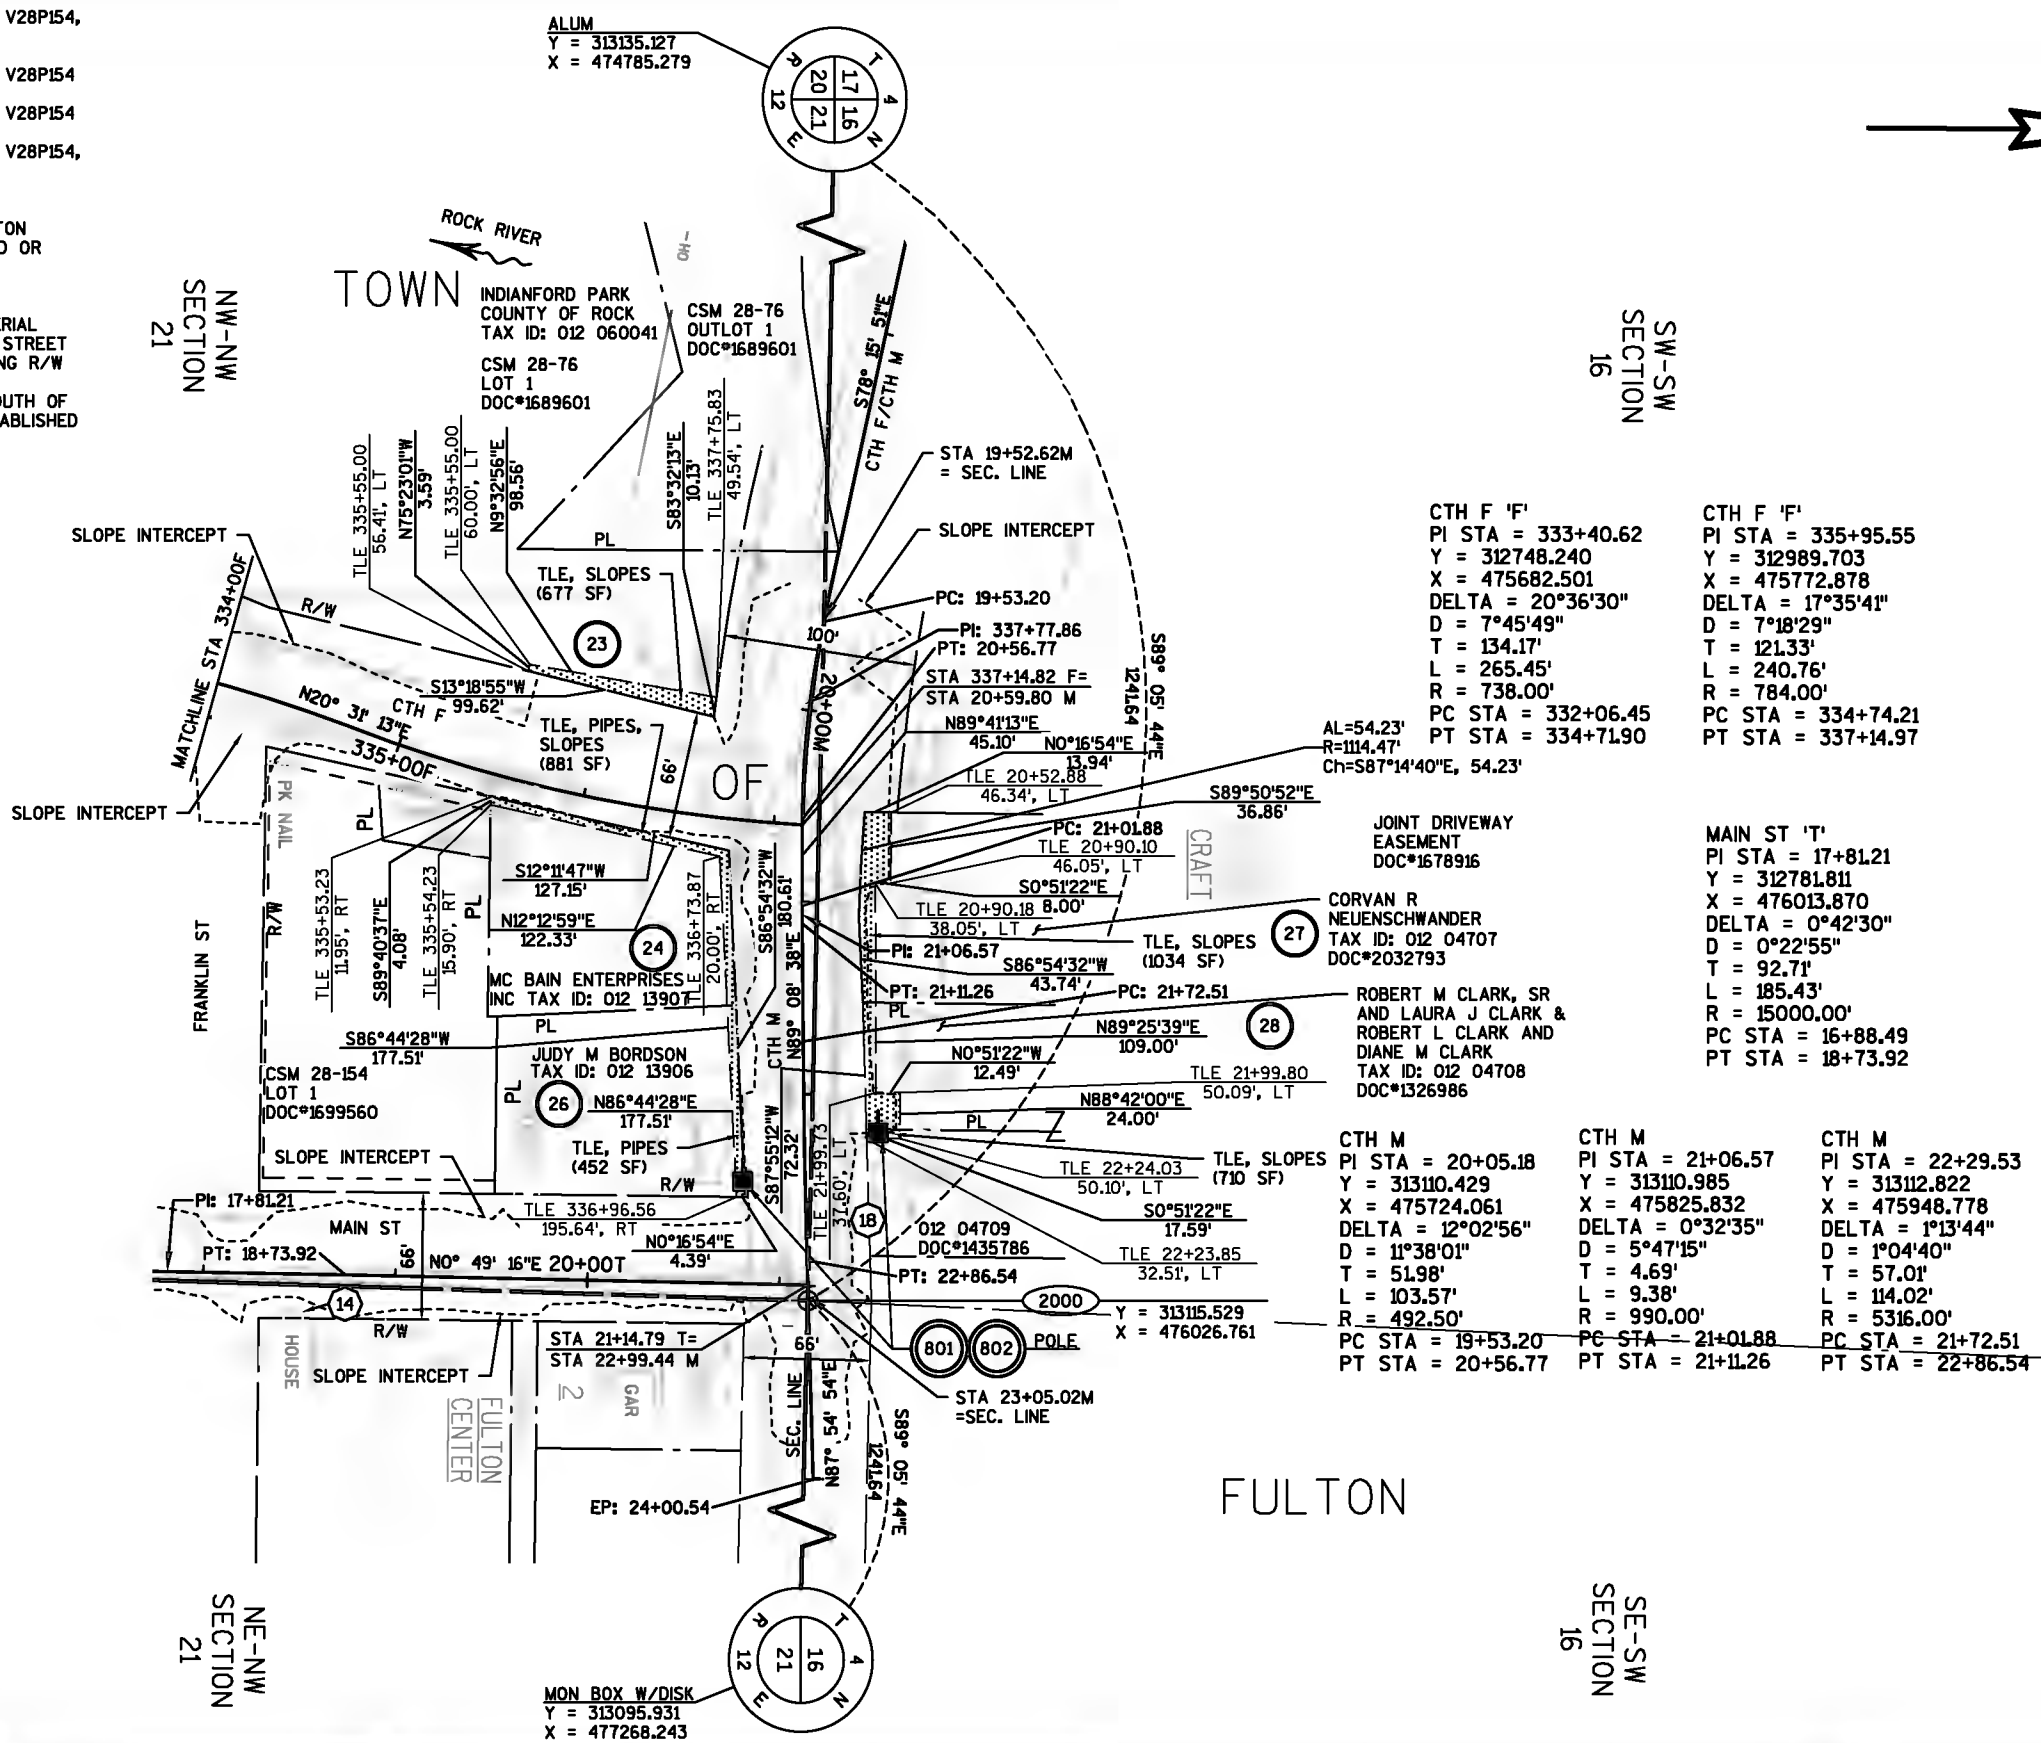 V28P154,
V28P154
V28P154
V28P154,
TON
O OR
ERIAL
STREET
NG R/W
OUTH OF
ABLISHED
ALUM
Y = 313135.127
X = 474785.279
R T
20 17 4
12 21 16
E N
ROCK RIVER
TOWN
NW-NW
SECTION
21
INDIANFORD PARK
COUNTY OF ROCK
TAX ID: 012 060041
CSM 28-76
LOT 1
DOC#1689601
CSM 28-76
OUTLOT 1
DOC#1689601
S78° 15' 51"E
CTH F/CTH M
SW-SW
SECTION
16
TLE 335+55.00
56.41', LT
N75°23'01"W
3.59'
TLE 335+55.00
60.00', LT
N9°32'56"E
98.56'
S83°32'13"E
10.13'
TLE 337+75.83
49.54', LT
STA 19+52.62M
= SEC. LINE
SLOPE INTERCEPT
SLOPE INTERCEPT
PL
TLE, SLOPES
(677 SF)
23
R/W
MATCHLINE STA 334+00F
PC: 19+53.20
100'
PI: 337+77.86
PT: 20+56.77
STA 337+14.82 F=
STA 20+59.80 M
20+00M
S89° 05' 44"E
1241.64
S13°18'55"W
99.62'
N20° 31' 13"E
CTH F
335+00F
TLE, PIPES,
SLOPES
(881 SF)
66'
OF
N89°41'13"E
45.10'
N0°16'54"E
13.94'
TLE 20+52.88
46.34', LT
AL=54.23'
R=1114.47'
Ch=S87°14'40"E, 54.23'
S89°50'52"E
36.86'
SLOPE INTERCEPT
PK NAIL
PL
CTH F 'F'
PI STA = 333+40.62
Y = 312748.240
X = 475682.501
DELTA = 20°36'30"
D = 7°45'49"
T = 134.17'
L = 265.45'
R = 738.00'
PC STA = 332+06.45
PT STA = 334+71.90
CTH F 'F'
PI STA = 335+95.55
Y = 312989.703
X = 475772.878
DELTA = 17°35'41"
D = 7°18'29"
T = 121.33'
L = 240.76'
R = 784.00'
PC STA = 334+74.21
PT STA = 337+14.97
PC: 21+01.88
TLE 20+90.10
46.05', LT
CRAFT
JOINT DRIVEWAY
EASEMENT
DOC#1678916
MAIN ST 'T'
PI STA = 17+81.21
Y = 312781.811
X = 476013.870
DELTA = 0°42'30"
D = 0°22'55"
T = 92.71'
L = 185.43'
R = 15000.00'
PC STA = 16+88.49
PT STA = 18+73.92
FRANKLIN ST
R/W
TLE 335+53.23
11.95', RT
S89°40'37"E
4.08'
TLE 335+54.23
15.90', RT
PL
S12°11'47"W
127.15'
N12°12'59"E
122.33'
24
TLE 336+73.87
20.00', RT
S86°54'32"W
180.61'
S0°51'22"E
8.00'
TLE 20+90.18
38.05', LT
PI: 21+06.57
TLE, SLOPES
(1034 SF)
27
CORVAN R
NEUENSCHWANDER
TAX ID: 012 04707
DOC#2032793
MC BAIN ENTERPRISES
INC TAX ID: 012 13907
S86°54'32"W
43.74'
PT: 21+11.26
PC: 21+72.51
PL
PL
N89° 08' 38"E
CTH M
S86°44'28"W
177.51'
N89°25'39"E
109.00'
28
ROBERT M CLARK, SR
AND LAURA J CLARK &
ROBERT L CLARK AND
DIANE M CLARK
TAX ID: 012 04708
DOC#1326986
CSM 28-154
LOT 1
DOC#1699560
PL
JUDY M BORDSON
TAX ID: 012 13906
26
N86°44'28"E
177.51'
N0°51'22"W
12.49'
TLE 21+99.80
50.09', LT
N88°42'00"E
24.00'
PL
SLOPE INTERCEPT
TLE, PIPES
(452 SF)
R/W
S87°55'12"W
72.32'
TLE 21+99.73
37.60', LT
TLE, SLOPES
(710 SF)
TLE 22+24.03
50.10', LT
S0°51'22"E
17.59'
TLE 22+23.85
32.51', LT
PI: 17+81.21
MAIN ST
PT: 18+73.92
66'
TLE 336+96.56
195.64', RT
N0°16'54"E
4.39'
N0° 49' 16"E 20+00T
18
012 04709
DOC#1435786
PT: 22+86.54
14
R/W
HOUSE
SLOPE INTERCEPT
2000
Y = 313115.529
X = 476026.761
STA 21+14.79 T=
STA 22+99.44 M
66'
801
802
POLE
CTH M
PI STA = 20+05.18
Y = 313110.429
X = 475724.061
DELTA = 12°02'56"
D = 11°38'01"
T = 51.98'
L = 103.57'
R = 492.50'
PC STA = 19+53.20
PT STA = 20+56.77
CTH M
PI STA = 21+06.57
Y = 313110.985
X = 475825.832
DELTA = 0°32'35"
D = 5°47'15"
T = 4.69'
L = 9.38'
R = 990.00'
PC STA = 21+01.88
PT STA = 21+11.26
CTH M
PI STA = 22+29.53
Y = 313112.822
X = 475948.778
DELTA = 1°13'44"
D = 1°04'40"
T = 57.01'
L = 114.02'
R = 5316.00'
PC STA = 21+72.51
PT STA = 22+86.54
FULTON
CENTER
2
GAR
SEC. LINE
N87° 54' 54"E
STA 23+05.02M
=SEC. LINE
S89° 05' 44"E
1241.64
EP: 24+00.54
FULTON
NE-NW
SECTION
21
SE-SW
SECTION
16
R T
12 21 16 4
E N
MON BOX W/DISK
Y = 313095.931
X = 477268.243